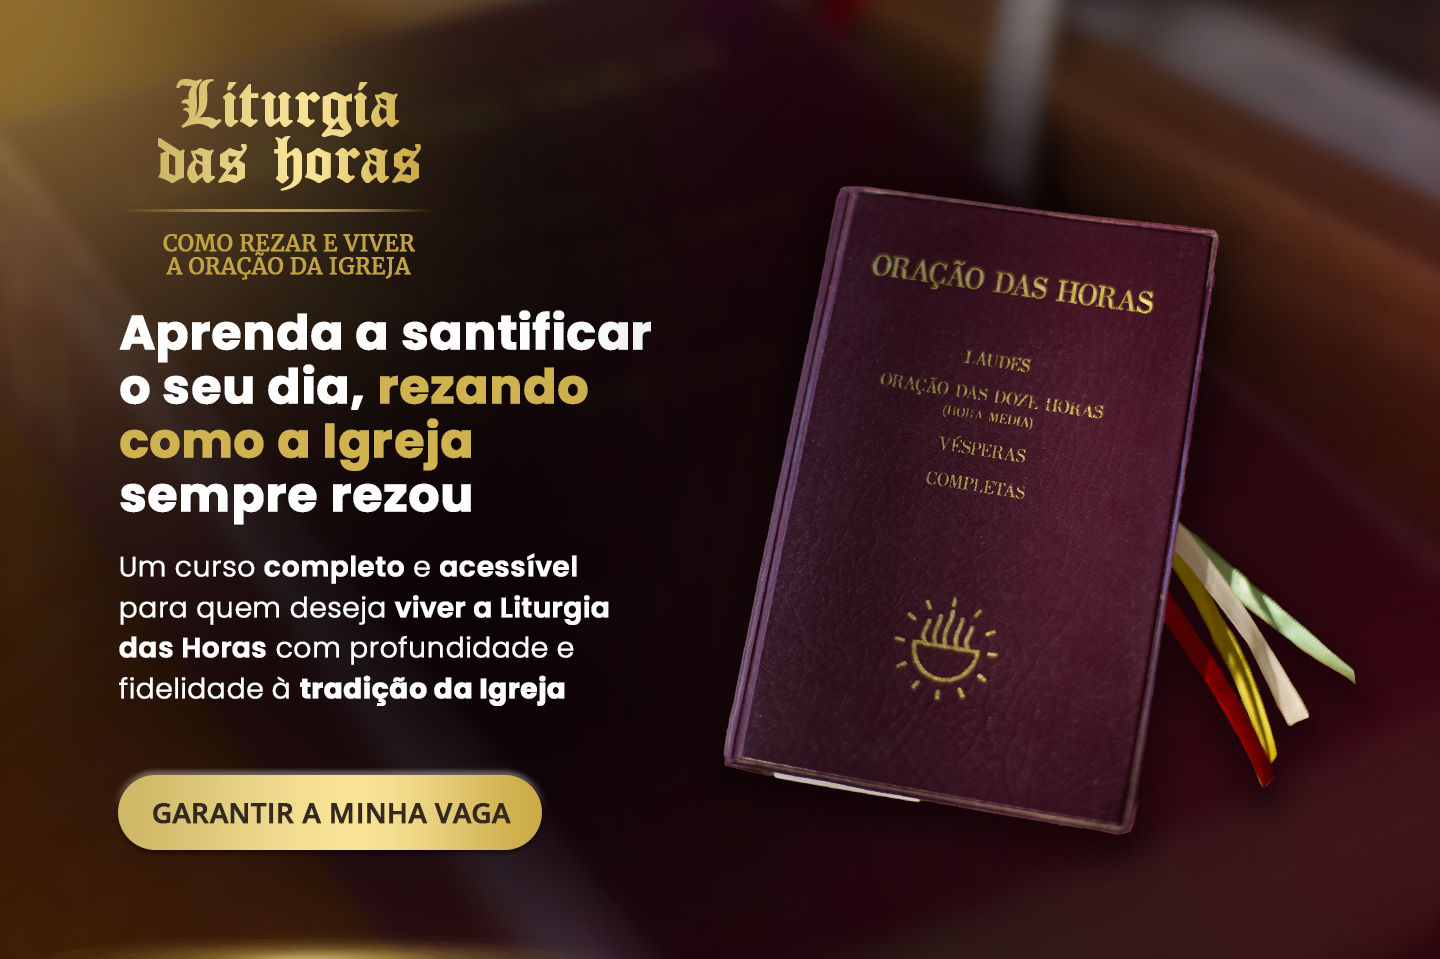 Liturgia
das horas
COMO REZAR E VIVER
A ORAÇÃO DA IGREJA
Aprenda a santificar
o seu dia, rezando
como a Igreja
sempre rezou
Um curso completo e acessível
para quem deseja viver a Liturgia
das Horas com profundidade e
fidelidade à tradição da Igreja
GARANTIR A MINHA VAGA
ORAÇÃO DAS HORAS
LAUDES
ORAÇÃO DAS DOZE HORAS
(HORA MÉDIA)
VÉSPERAS
COMPLETAS